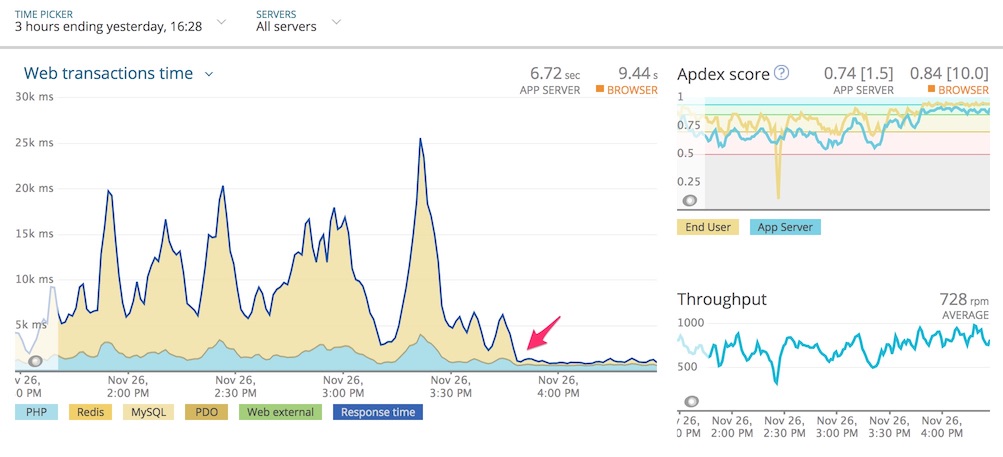 TIME PICKER
3 hours ending yesterday, 16:28
SERVERS
All servers
Web transactions time
6.72 sec
APP SERVER
9.44 s
BROWSER
30k ms
25k ms
20k ms
15k ms
10k ms
5k ms
v 26,
0 PM
Nov 26,
2:00 PM
Nov 26,
2:30 PM
Nov 26,
3:00 PM
Nov 26,
3:30 PM
Nov 26,
4:00 PM
PHP
Redis
MySQL
PDO
Web external
Response time
Apdex score ?
0.74 [1.5]
APP SERVER
0.84 [10.0]
BROWSER
1
0.75
0.5
0.25
End User
App Server
Throughput
728 rpm
AVERAGE
1000
500
v 26,
0 PM
Nov 26,
2:00 PM
Nov 26,
2:30 PM
Nov 26,
3:00 PM
Nov 26,
3:30 PM
Nov 26,
4:00 PM